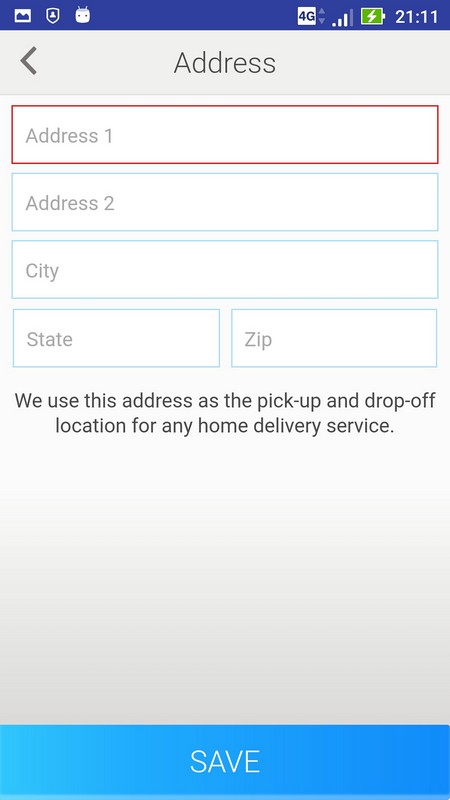 4G 21:11
Address
Address 1
Address 2
City
State Zip
We use this address as the pick-up and drop-off
location for any home delivery service.
SAVE